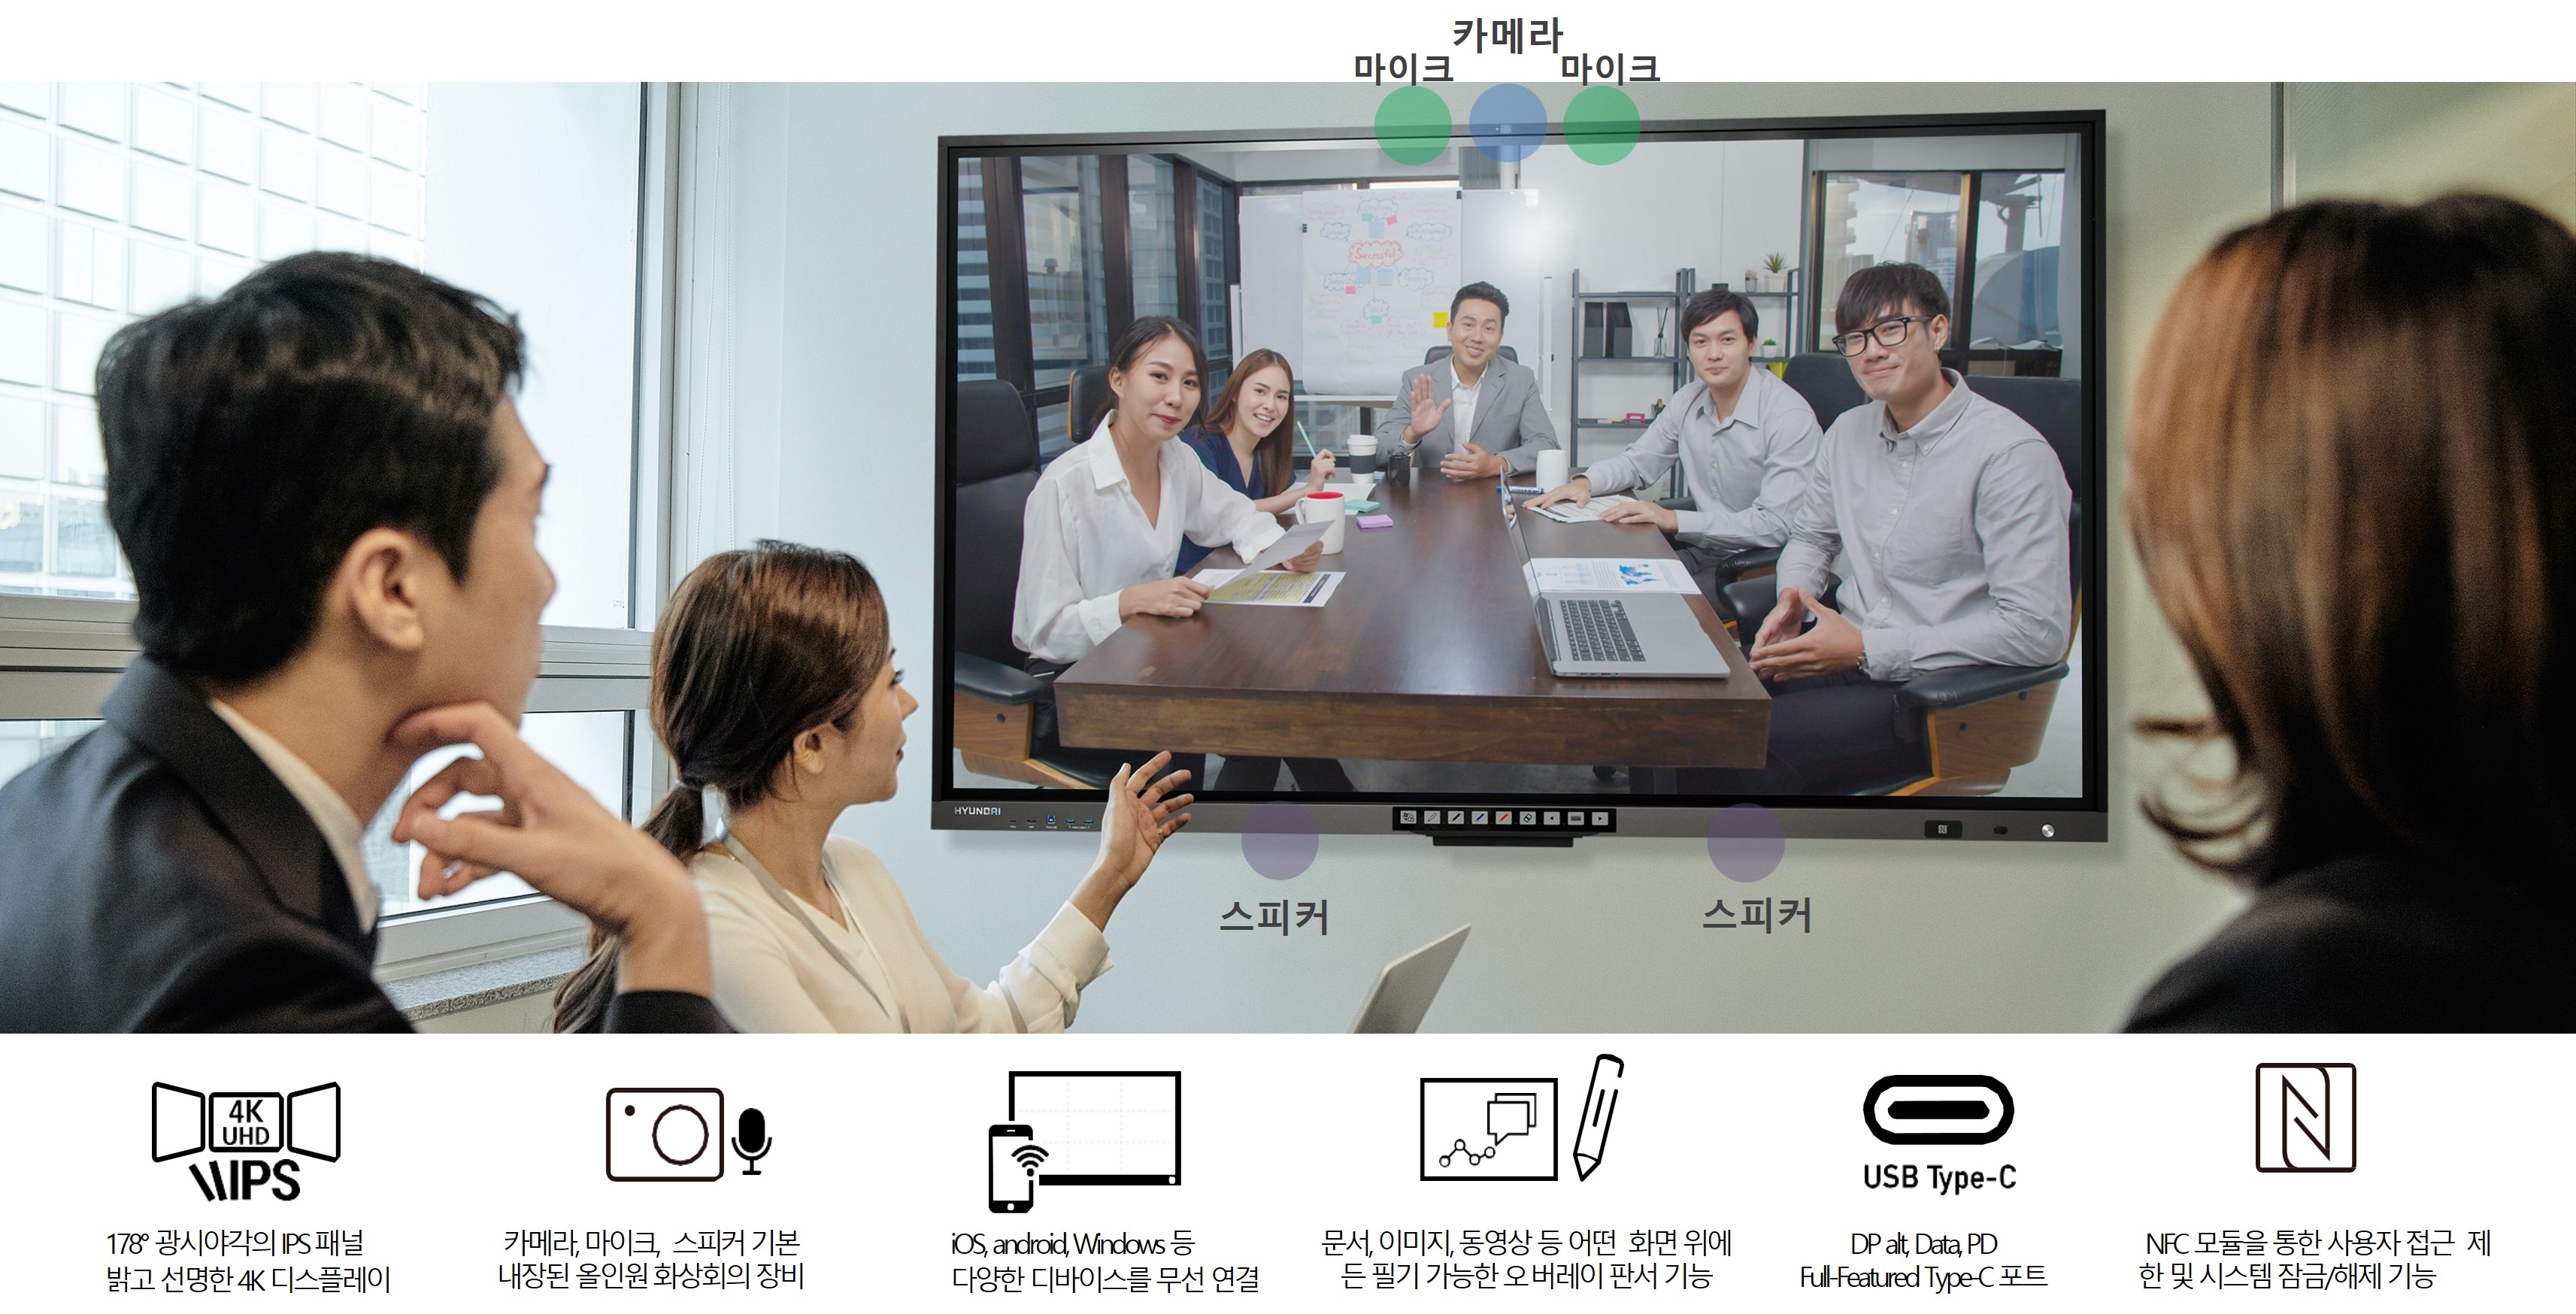 카메라
마이크 마이크
Successful
HYUNDAI
스피커 스피커
4K
UHD
IPS
178° 광시야각의 IPS 패널
밝고 선명한 4K 디스플레이
카메라, 마이크, 스피커 기본
내장된 올인원 화상회의 장비
iOS, android, Windows 등
다양한 디바이스를 무선 연결
문서, 이미지, 동영상 등 어떤 화면 위에
든 필기 가능한 오버레이 판서 기능
USB Type-C
DP alt, Data, PD
Full-Featured Type-C 포트
NFC 모듈을 통한 사용자 접근 제
한 및 시스템 잠금/해제 기능